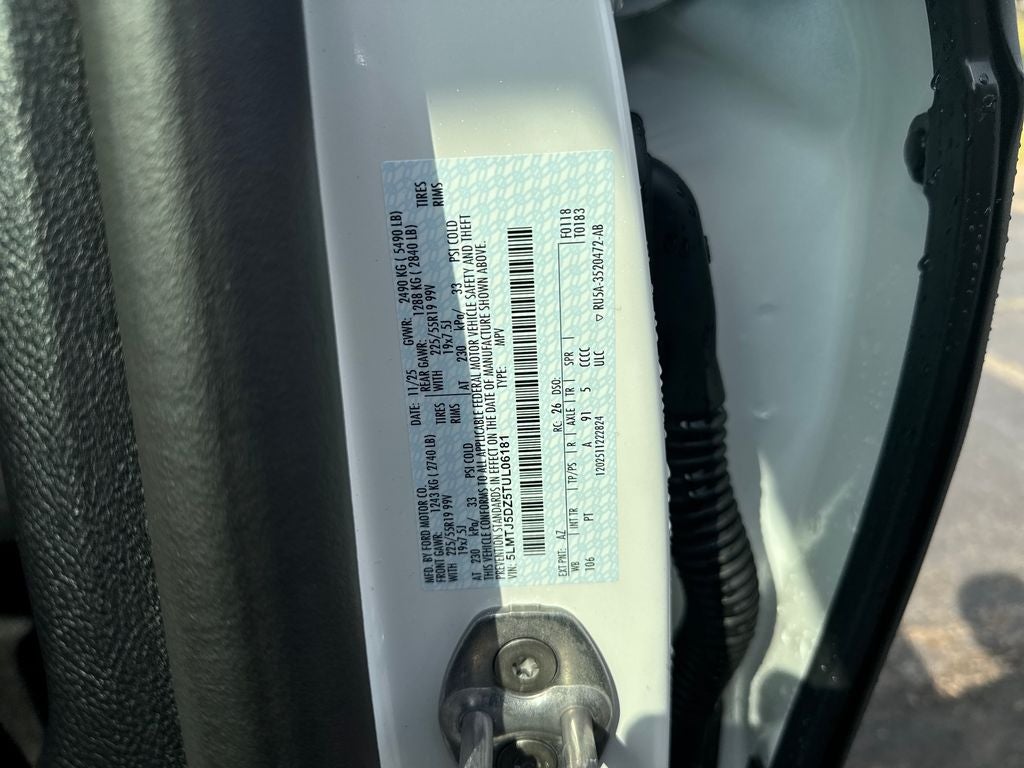 MFD. BY FORD MOTOR CO. DATE: 11/25 GVWR: 2490 KG ( 5490 LB)
FRONT GAWR: 1243 KG ( 2740 LB) REAR GAWR: 1288 KG ( 2840 LB)
WITH 225/55R19 99V TIRES WITH 225/55R19 99V TIRES
19x7.5J RIMS 19x7.5J RIMS
AT 230 kPa/ 33 PSI COLD AT 230 kPa/ 33 PSI COLD
THIS VEHICLE CONFORMS TO ALL APPLICABLE FEDERAL MOTOR VEHICLE SAFETY AND THEFT
PREVENTION STANDARDS IN EFFECT ON THE DATE OF MANUFACTURE SHOWN ABOVE.
VIN: 5LMTJ5DZ5TUL06181 TYPE: MPV
EXT PNT: AZ RC: 26 DSO: F0118
WB INT TR TP/PS R AXLE TR SPR T0183
106 PT A 91 5 CCCC
1202511222824 ULC ▽ RU5A-3520472-AB